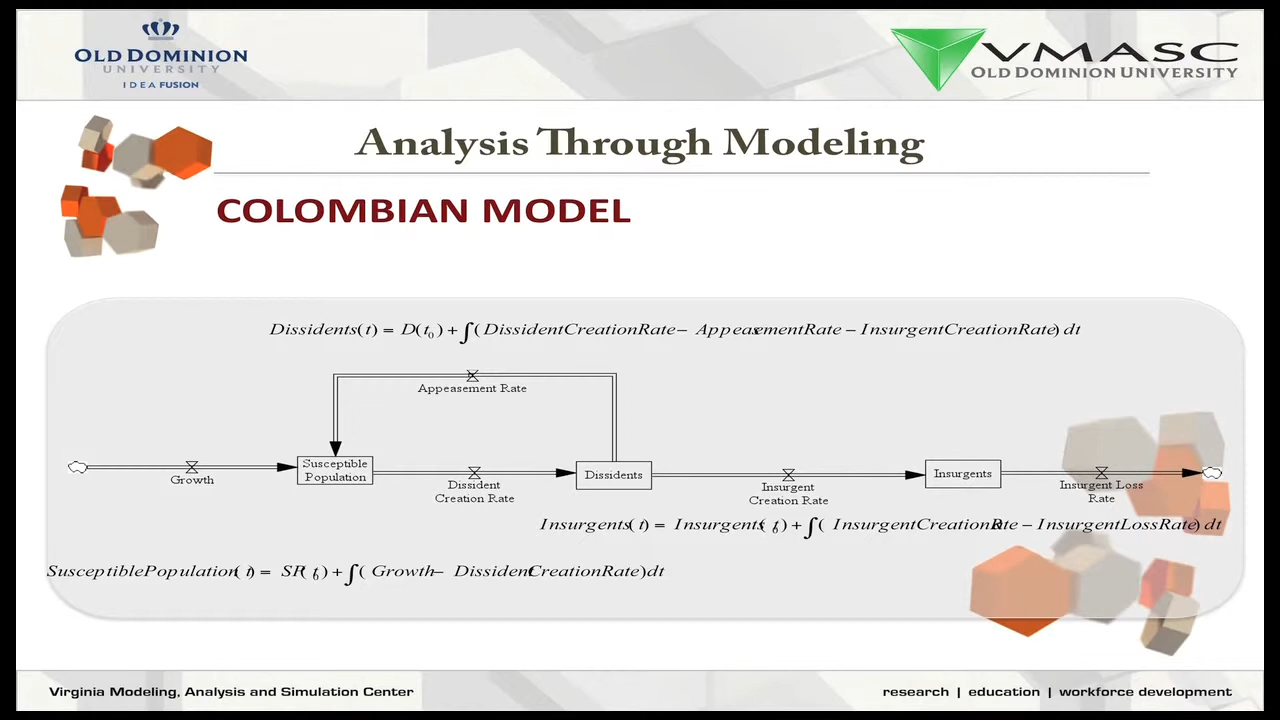 OLD DOMINION
UNIVERSITY
IDEA FUSION
VMASC
OLD DOMINION UNIVERSITY
Analysis Through Modeling
COLOMBIAN MODEL
Dissidents(t) = D(t₀) + ∫( DissidentCreationRate − AppeasementRate − InsurgentCreationRate) dt
Appeasement Rate
Growth
Susceptible
Population
Dissident
Creation Rate
Dissidents
Insurgent
Creation Rate
Insurgents
Insurgent Loss
Rate
Insurgents(t) = Insurgents(t₀) + ∫( InsurgentCreationRate − InsurgentLossRate) dt
SusceptiblePopulation(t) = SP(t₀) + ∫( Growth − DissidentCreationRate)dt
Virginia Modeling, Analysis and Simulation Center
research | education | workforce development